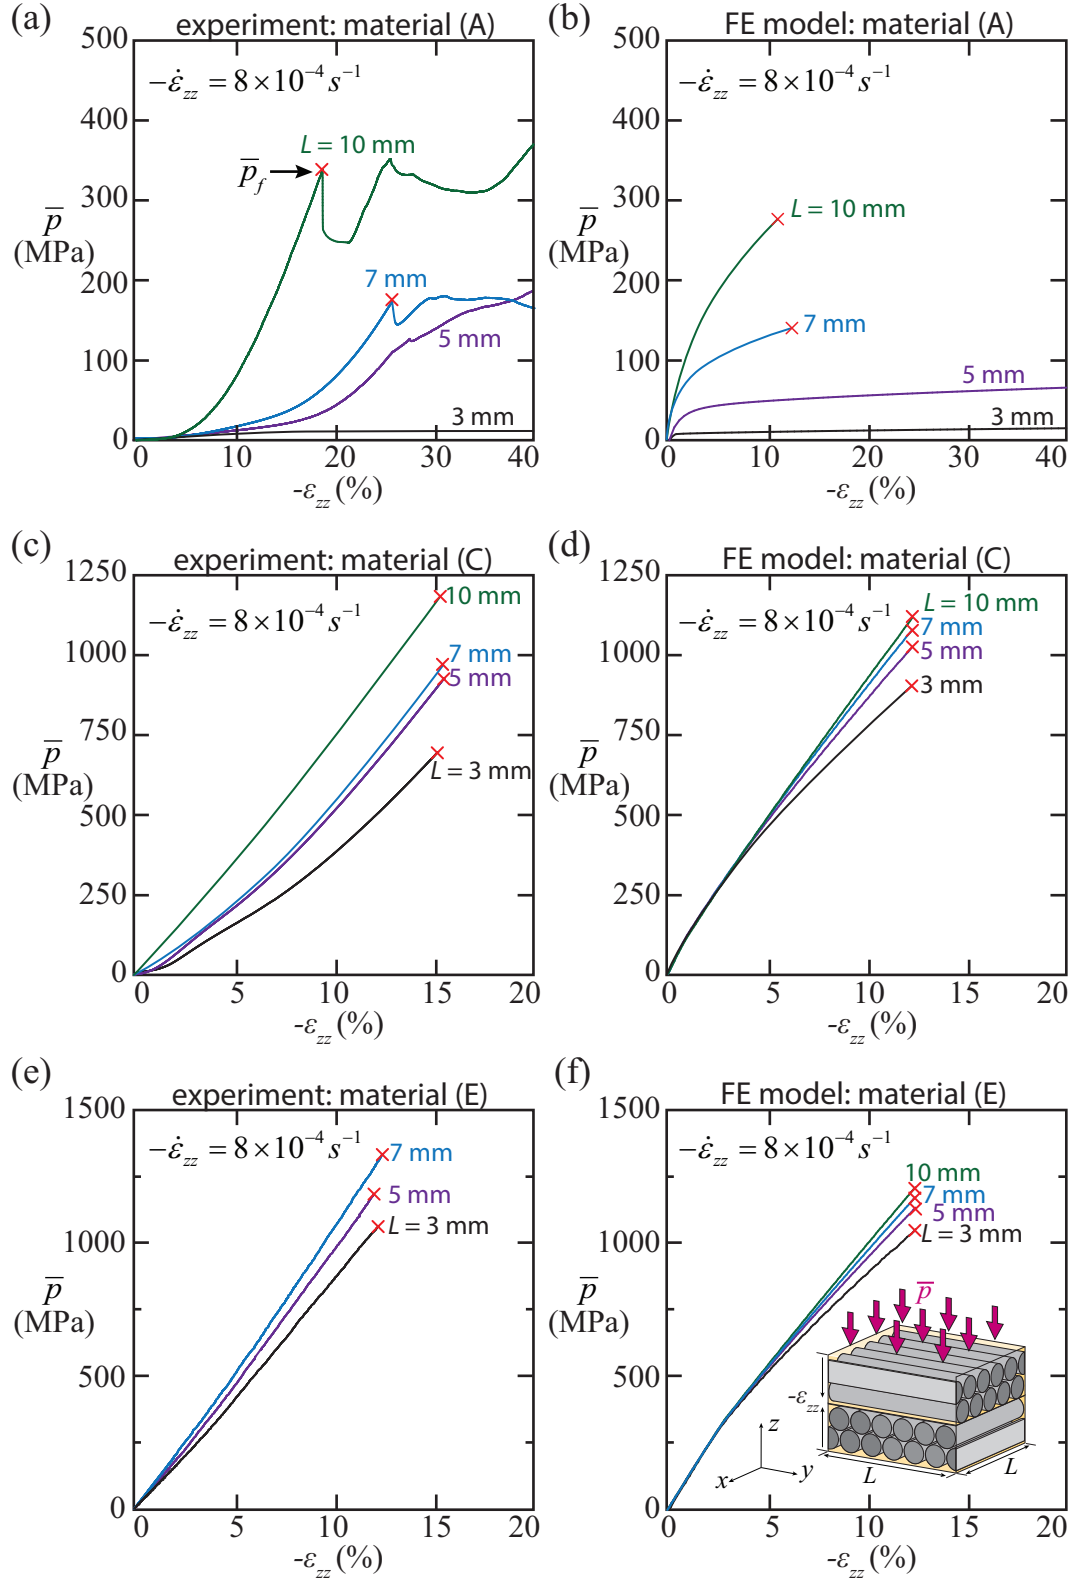 (a)
experiment: material (A)
500
400
300
200
100
0
p̅
(MPa)
−ε̇zz = 8×10⁻⁴ s⁻¹
L = 10 mm
p̅f
7 mm
5 mm
3 mm
0 10 20 30 40
-εzz (%)
(b)
FE model: material (A)
500
400
300
200
100
0
p̅
(MPa)
−ε̇zz = 8×10⁻⁴ s⁻¹
L = 10 mm
7 mm
5 mm
3 mm
0 10 20 30 40
-εzz (%)
(c)
experiment: material (C)
1250
1000
750
500
250
0
p̅
(MPa)
−ε̇zz = 8×10⁻⁴ s⁻¹
10 mm
7 mm
5 mm
L = 3 mm
0 5 10 15 20
-εzz (%)
(d)
FE model: material (C)
1250
1000
750
500
250
0
p̅
(MPa)
−ε̇zz = 8×10⁻⁴ s⁻¹
L = 10 mm
7 mm
5 mm
3 mm
0 5 10 15 20
-εzz (%)
(e)
experiment: material (E)
1500
1000
500
0
p̅
(MPa)
−ε̇zz = 8×10⁻⁴ s⁻¹
7 mm
5 mm
L = 3 mm
0 5 10 15 20
-εzz (%)
(f)
FE model: material (E)
1500
1000
500
0
p̅
(MPa)
−ε̇zz = 8×10⁻⁴ s⁻¹
10 mm
7 mm
5 mm
L = 3 mm
p̅
-εzz
z
x
y
L
L
0 5 10 15 20
-εzz (%)